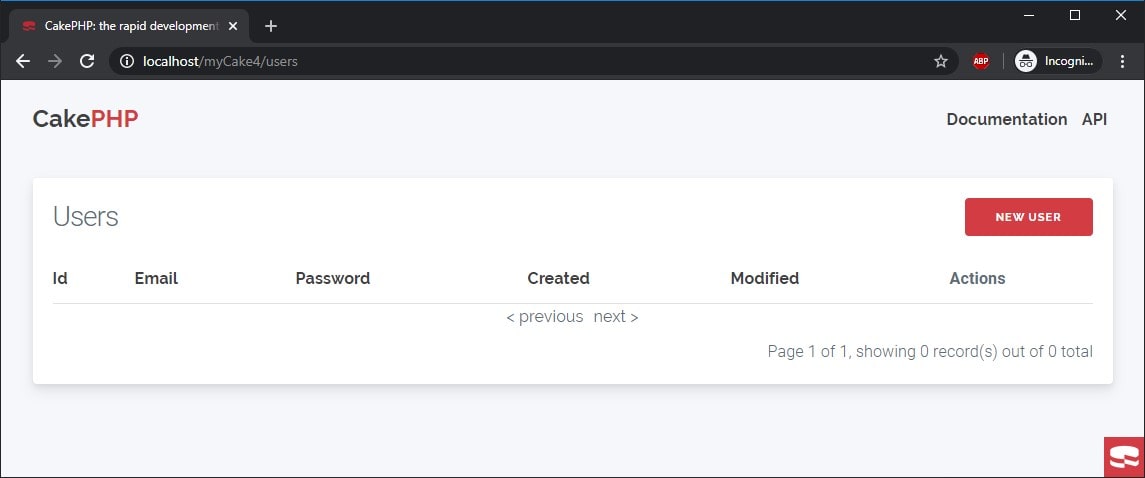 CakePHP: the rapid development
localhost/myCake4/users
ABP
Incogni...
CakePHP
Documentation API
Users
NEW USER
Id Email Password Created Modified Actions
< previous next >
Page 1 of 1, showing 0 record(s) out of 0 total